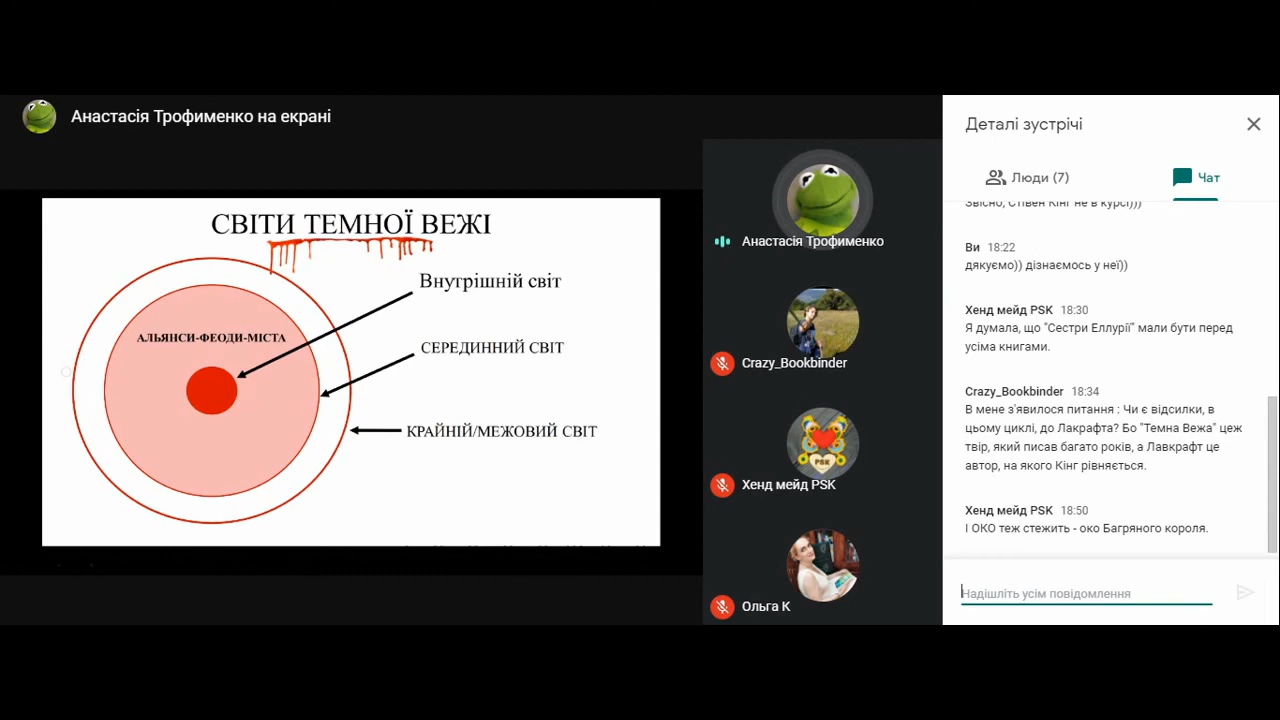 Анастасія Трофименко на екрані
СВІТИ ТЕМНОЇ ВЕЖІ
Внутрішній світ
АЛЬЯНСИ-ФЕОДИ-МІСТА
СЕРЕДИННИЙ СВІТ
КРАЙНІЙ/МЕЖОВИЙ СВІТ
Анастасія Трофименко
Crazy_Bookbinder
Хенд мейд PSK
PSK
Ольга К
Деталі зустрічі
Люди (7)
Чат
Звісно, Стівен Кінг не в курсі)))
Ви 18:22
дякуємо)) дізнаємось у неї))
Хенд мейд PSK 18:30
Я думала, що "Сестри Еллурії" мали бути перед
усіма книгами.
Crazy_Bookbinder 18:34
В мене з'явилося питання : Чи є відсилки, в
цьому циклі, до Лакрафта? Бо "Темна Вежа" цеж
твір, який писав багато років, а Лавкрафт це
автор, на якого Кінг рівняється.
Хенд мейд PSK 18:50
І ОКО теж стежить - око Багряного короля.
Надішліть усім повідомлення